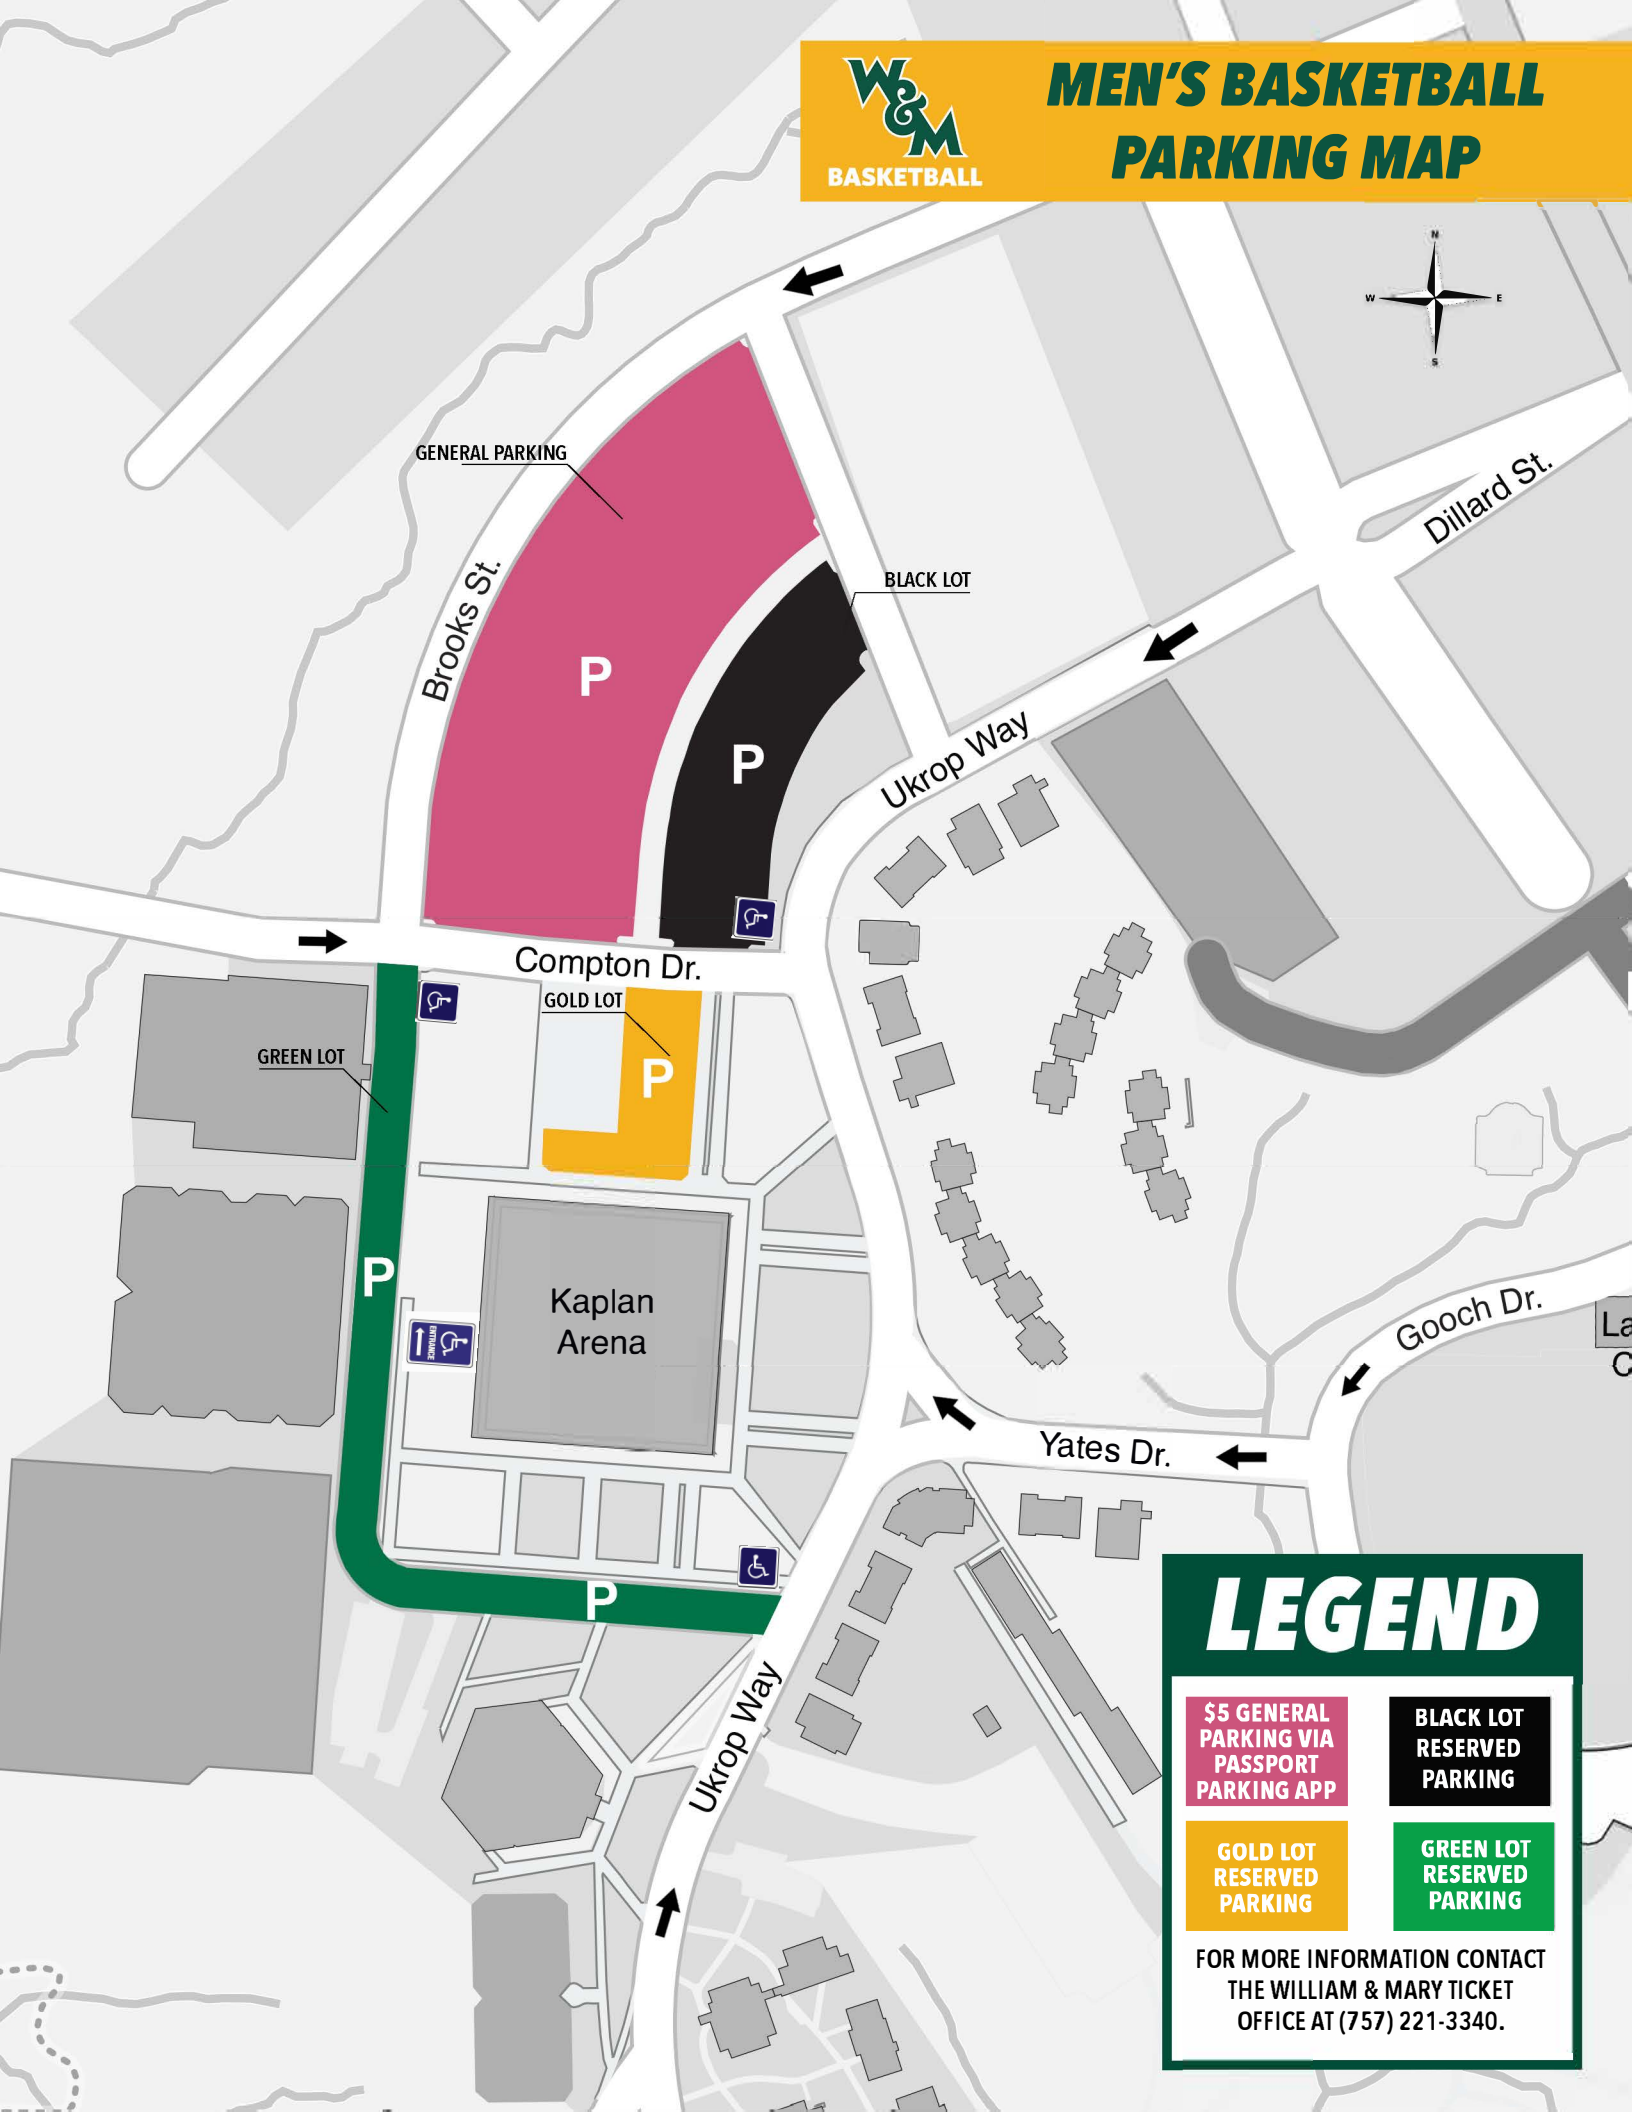 W&M
BASKETBALL
MEN'S BASKETBALL
PARKING MAP
N
W
E
S
GENERAL PARKING
Brooks St.
P
BLACK LOT
P
Dillard St.
Ukrop Way
Compton Dr.
GOLD LOT
P
GREEN LOT
P
Kaplan
Arena
ENTRANCE
Gooch Dr.
La
C
Yates Dr.
P
Ukrop Way
LEGEND
$5 GENERAL
PARKING VIA
PASSPORT
PARKING APP
BLACK LOT
RESERVED
PARKING
GOLD LOT
RESERVED
PARKING
GREEN LOT
RESERVED
PARKING
FOR MORE INFORMATION CONTACT
THE WILLIAM & MARY TICKET
OFFICE AT (757) 221-3340.